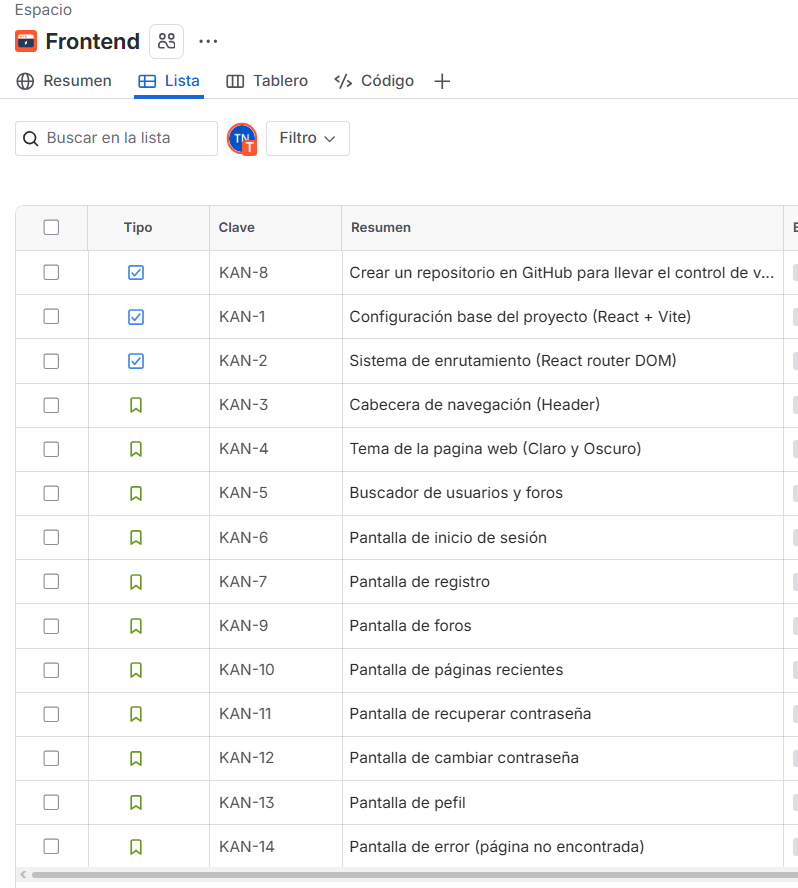 Espacio
Frontend
Resumen Lista Tablero Código
Buscar en la lista TN T Filtro
Tipo Clave Resumen
KAN-8 Crear un repositorio en GitHub para llevar el control de v...
KAN-1 Configuración base del proyecto (React + Vite)
KAN-2 Sistema de enrutamiento (React router DOM)
KAN-3 Cabecera de navegación (Header)
KAN-4 Tema de la pagina web (Claro y Oscuro)
KAN-5 Buscador de usuarios y foros
KAN-6 Pantalla de inicio de sesión
KAN-7 Pantalla de registro
KAN-9 Pantalla de foros
KAN-10 Pantalla de páginas recientes
KAN-11 Pantalla de recuperar contraseña
KAN-12 Pantalla de cambiar contraseña
KAN-13 Pantalla de pefil
KAN-14 Pantalla de error (página no encontrada)